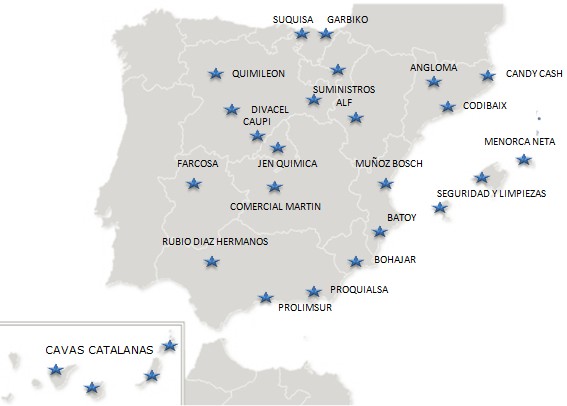 SUQUISA
GARBIKO
QUIMILEON
ANGLOMA
CANDY CASH
SUMINISTROS
ALF
DIVACEL
CAUPI
CODIBAIX
MENORCA NETA
FARCOSA
JEN QUIMICA
MUÑOZ BOSCH
SEGURIDAD Y LIMPIEZAS
COMERCIAL MARTIN
BATOY
RUBIO DIAZ HERMANOS
BOHAJAR
PROQUIALSA
PROLIMSUR
CAVAS CATALANAS